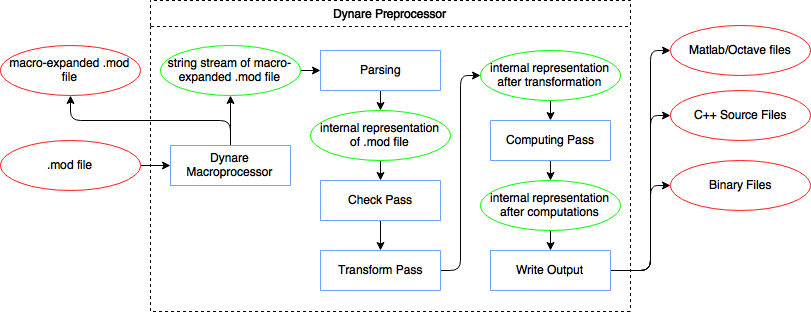 Dynare Preprocessor
macro-expanded .mod
file
string stream of macro-
expanded .mod file
Parsing
internal representation
after transformation
Matlab/Octave files
C++ Source Files
internal representation
of .mod file
Computing Pass
.mod file
Dynare
Macroprocessor
Check Pass
internal representation
after computations
Binary Files
Transform Pass
Write Output